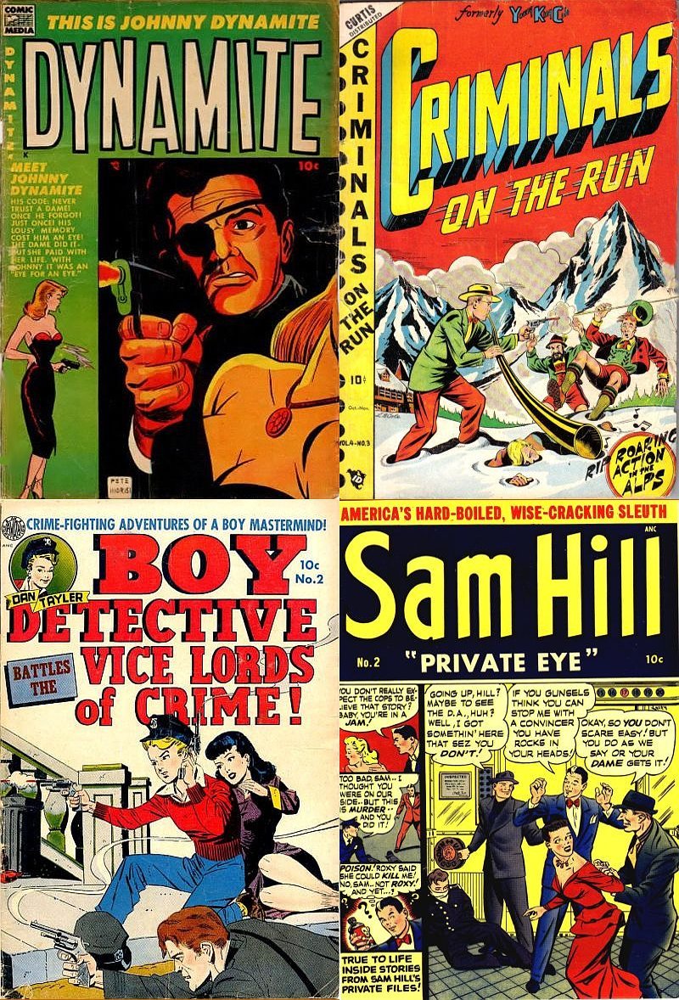 COMIC
MEDIA
THIS IS JOHNNY DYNAMITE
DYNAMITE
DYNAMITE
K
10¢
MEET
JOHNNY
DYNAMITE
HIS CODE: NEVER
TRUST A DAME!
ONCE HE FORGOT!
JUST ONCE! HIS
LOUSY MEMORY
COST HIM AN EYE!
THE DAME DID IT..
BUT SHE PAID WITH
HER LIFE. WITH
JOHNNY IT WAS AN
"EYE FOR AN EYE."
PETE
MORISI
CURTIS
DISTRIBUTED
formerly Young King Cole
CRIMINALS ON THE RUN
CRIMINALS
ON THE RUN
10¢
Oct.-Nov.
VOL.4-NO.3
L.B. Cole
RIP ROARING
ACTION
IN THE
ALPS
CRIME-FIGHTING ADVENTURES OF A BOY MASTERMIND!
ANC
DAN TAYLER
BOY
10c
No.2
DETECTIVE
BATTLES
THE
VICE LORDS
of CRIME!
AMERICA'S HARD-BOILED, WISE-CRACKING SLEUTH
ANC
Sam Hill
No.2
"PRIVATE EYE"
10c
YOU DON'T REALLY EX-
PECT THE COPS TO BE-
LIEVE THAT STORY?
BABY, YOU'RE IN A
JAM!
TOO BAD, SAM.. I
THOUGHT YOU
WERE ON OUR
SIDE--BUT THIS
IS MURDER--
AND YOU
DID IT!
POISON! ROXY SAID
SHE COULD KILL ME!
NO, SAM..NOT ROXY!
AND YET...?
? ? ?
TRUE TO LIFE
INSIDE STORIES
FROM SAM HILL'S
PRIVATE FILES!
GOING UP, HILL?
MAYBE TO SEE
THE D.A., HUH?
WELL, I GOT
SOMETHIN' HERE
THAT SEZ YOU
DON'T!
IF YOU GUNSELS
THINK YOU CAN
STOP ME WITH
A CONVINCER
YOU HAVE
ROCKS IN
YOUR HEADS!
OKAY, SO YOU DON'T
SCARE EASY! BUT
YOU DO AS WE
SAY OR YOUR
DAME GETS IT!
INSPECTED